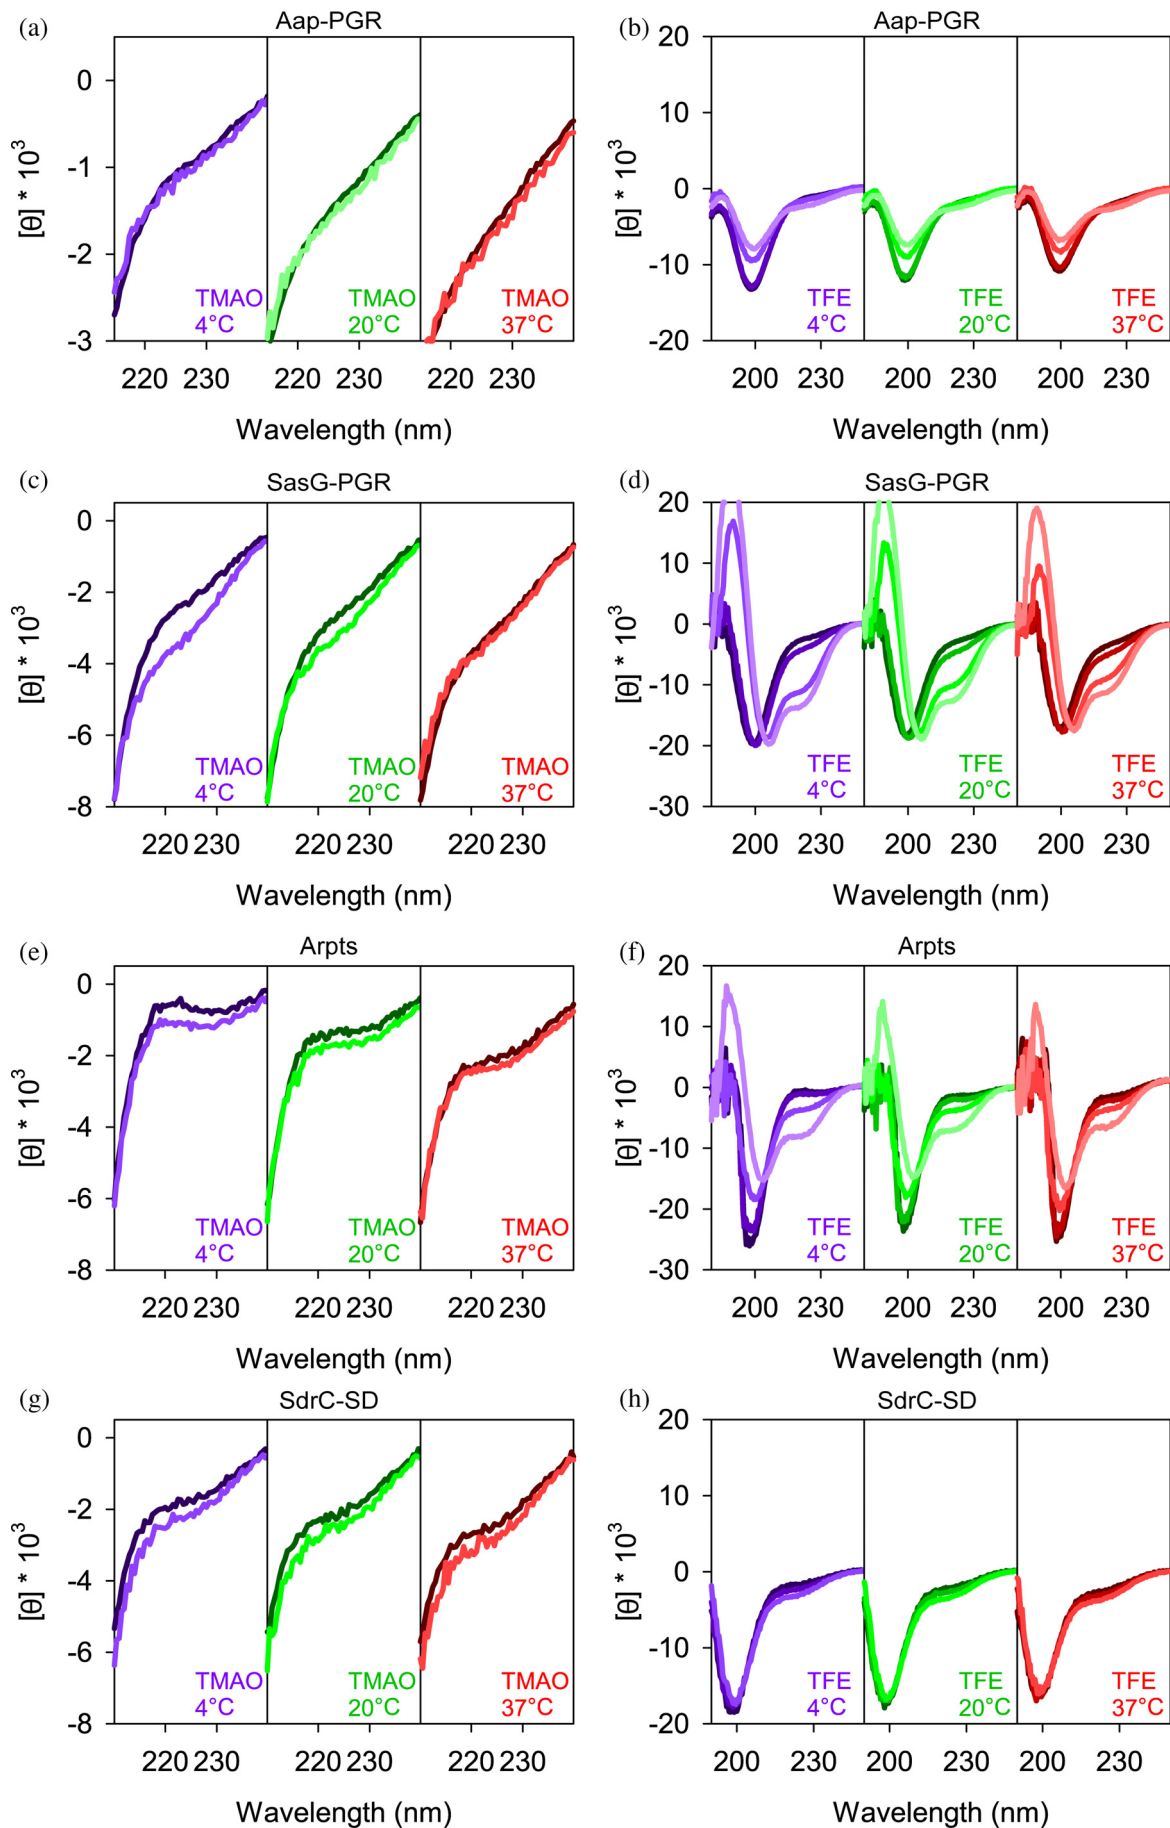 (a)
Aap-PGR
[θ] * 10³
0
-1
-2
-3
TMAO
4°C
TMAO
20°C
TMAO
37°C
220 230
220 230
220 230
Wavelength (nm)
(b)
Aap-PGR
[θ] * 10³
20
10
0
-10
-20
TFE
4°C
TFE
20°C
TFE
37°C
200 230
200 230
200 230
Wavelength (nm)
(c)
SasG-PGR
[θ] * 10³
0
-2
-4
-6
-8
TMAO
4°C
TMAO
20°C
TMAO
37°C
220 230
220 230
220 230
Wavelength (nm)
(d)
SasG-PGR
[θ] * 10³
20
10
0
-10
-20
-30
TFE
4°C
TFE
20°C
TFE
37°C
200 230
200 230
200 230
Wavelength (nm)
(e)
Arpts
[θ] * 10³
0
-2
-4
-6
-8
TMAO
4°C
TMAO
20°C
TMAO
37°C
220 230
220 230
220 230
Wavelength (nm)
(f)
Arpts
[θ] * 10³
20
10
0
-10
-20
-30
TFE
4°C
TFE
20°C
TFE
37°C
200 230
200 230
200 230
Wavelength (nm)
(g)
SdrC-SD
[θ] * 10³
0
-2
-4
-6
-8
TMAO
4°C
TMAO
20°C
TMAO
37°C
220 230
220 230
220 230
Wavelength (nm)
(h)
SdrC-SD
[θ] * 10³
20
10
0
-10
-20
TFE
4°C
TFE
20°C
TFE
37°C
200 230
200 230
200 230
Wavelength (nm)